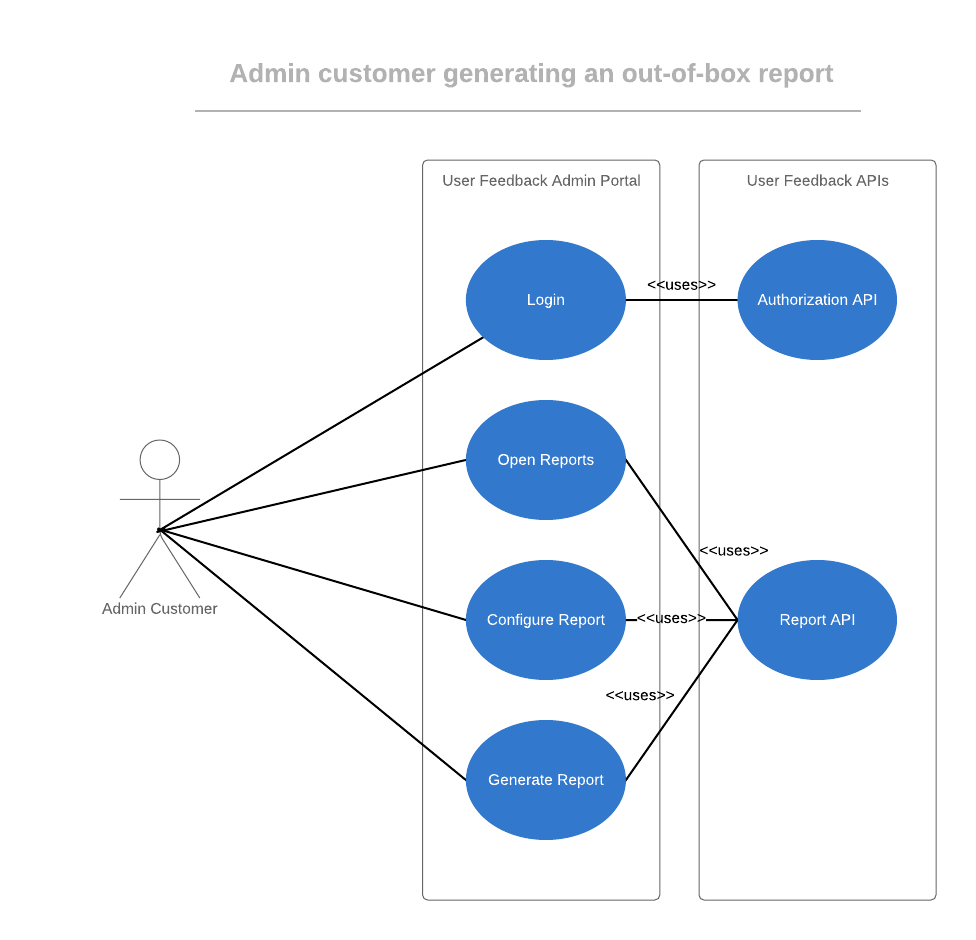 Admin customer generating an out-of-box report
User Feedback Admin Portal
User Feedback APIs
Login
<<uses>>
Authorization API
Open Reports
<<uses>>
Configure Report
<<uses>>
Report API
<<uses>>
Generate Report
Admin Customer